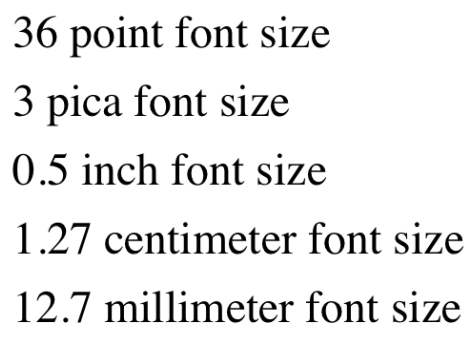 36 point font size
3 pica font size
0.5 inch font size
1.27 centimeter font size
12.7 millimeter font size